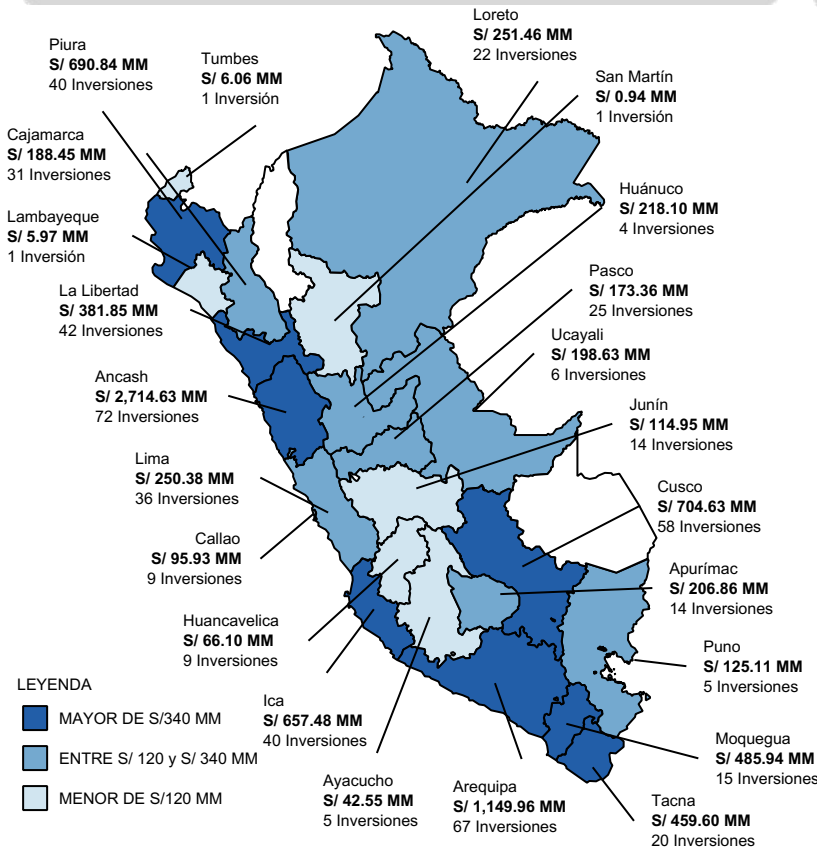 Loreto
S/ 251.46 MM
22 Inversiones
Piura
S/ 690.84 MM
40 Inversiones
Tumbes
S/ 6.06 MM
1 Inversión
San Martín
S/ 0.94 MM
1 Inversión
Cajamarca
S/ 188.45 MM
31 Inversiones
Huánuco
S/ 218.10 MM
4 Inversiones
Lambayeque
S/ 5.97 MM
1 Inversión
Pasco
S/ 173.36 MM
25 Inversiones
La Libertad
S/ 381.85 MM
42 Inversiones
Ucayali
S/ 198.63 MM
6 Inversiones
Ancash
S/ 2,714.63 MM
72 Inversiones
Junín
S/ 114.95 MM
14 Inversiones
Lima
S/ 250.38 MM
36 Inversiones
Cusco
S/ 704.63 MM
58 Inversiones
Callao
S/ 95.93 MM
9 Inversiones
Apurímac
S/ 206.86 MM
14 Inversiones
Huancavelica
S/ 66.10 MM
9 Inversiones
Puno
S/ 125.11 MM
5 Inversiones
LEYENDA
MAYOR DE S/340 MM
ENTRE S/ 120 y S/ 340 MM
MENOR DE S/120 MM
Ica
S/ 657.48 MM
40 Inversiones
Moquegua
S/ 485.94 MM
15 Inversiones
Ayacucho
S/ 42.55 MM
5 Inversiones
Arequipa
S/ 1,149.96 MM
67 Inversiones
Tacna
S/ 459.60 MM
20 Inversiones